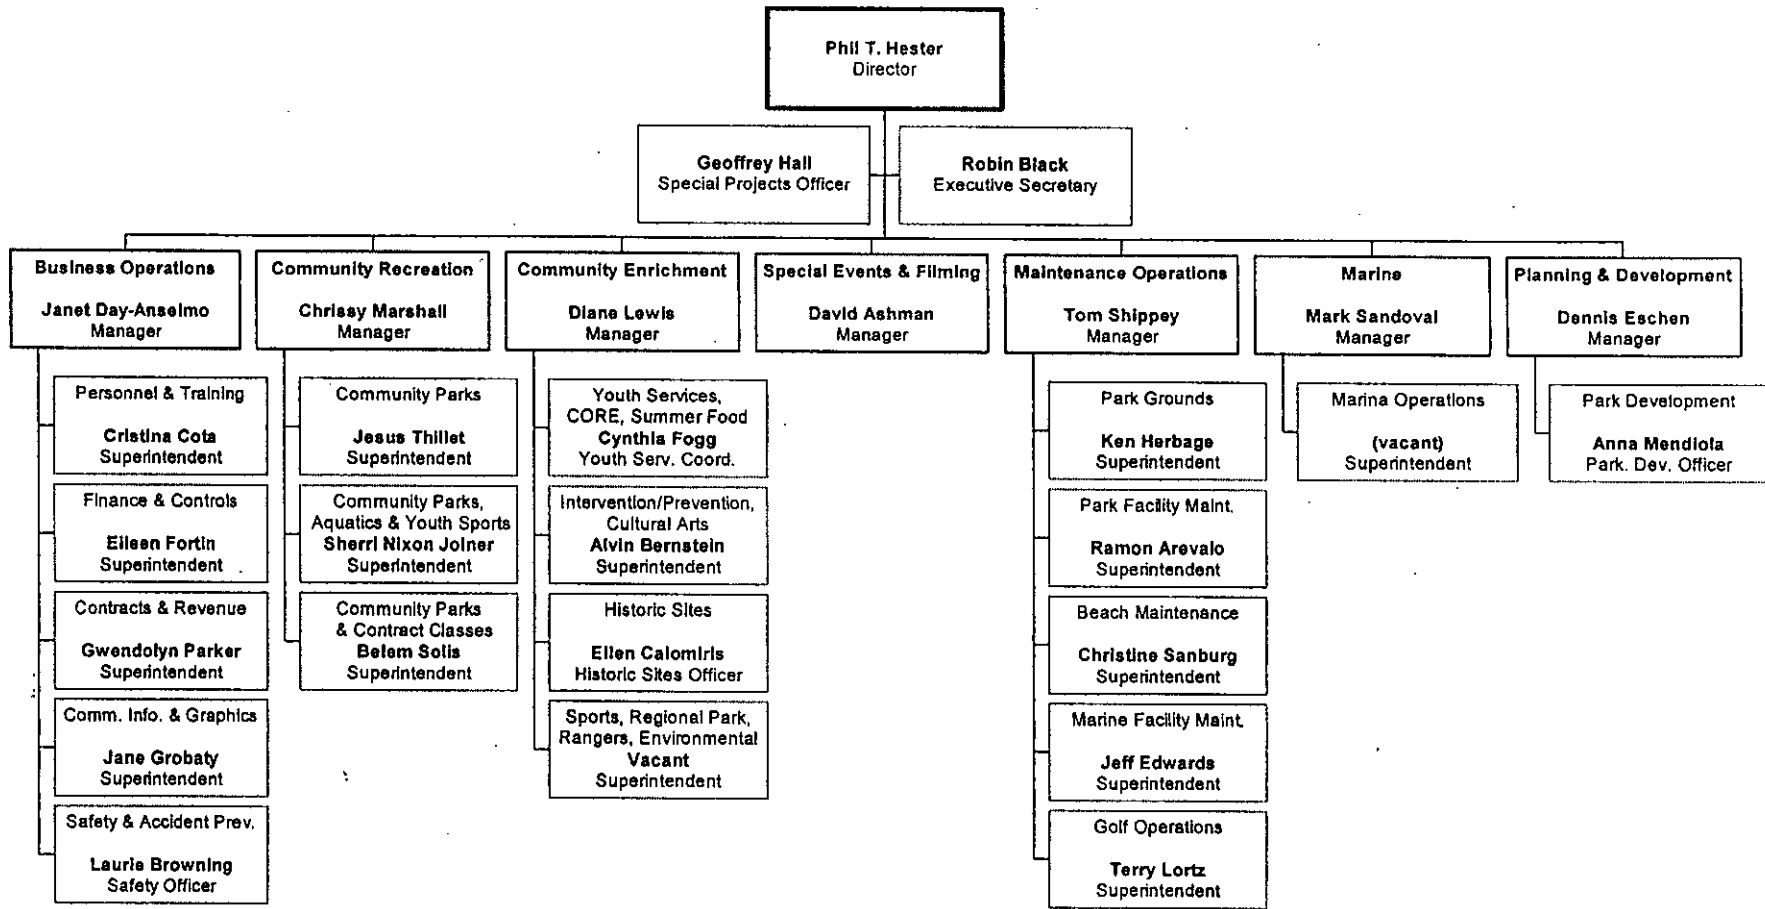 Phil T. Hester
Director
Geoffrey Hall
Special Projects Officer
Robin Black
Executive Secretary
Business Operations
Janet Day-Anselmo
Manager
Personnel & Training
Cristina Cota
Superintendent
Finance & Controls
Eileen Fortin
Superintendent
Contracts & Revenue
Gwendolyn Parker
Superintendent
Comm. Info. & Graphics
Jane Grobaty
Superintendent
Safety & Accident Prev.
Laurie Browning
Safety Officer
Community Recreation
Chrissy Marshall
Manager
Community Parks
Jesus Thillet
Superintendent
Community Parks,
Aquatics & Youth Sports
Sherri Nixon Joiner
Superintendent
Community Parks
& Contract Classes
Belem Solis
Superintendent
Community Enrichment
Diane Lewis
Manager
Youth Services,
CORE, Summer Food
Cynthia Fogg
Youth Serv. Coord.
Intervention/Prevention,
Cultural Arts
Alvin Bernstein
Superintendent
Historic Sites
Ellen Calomiris
Historic Sites Officer
Sports, Regional Park,
Rangers, Environmental
Vacant
Superintendent
Special Events & Filming
David Ashman
Manager
Maintenance Operations
Tom Shippey
Manager
Park Grounds
Ken Herbage
Superintendent
Park Facility Maint.
Ramon Arevalo
Superintendent
Beach Maintenance
Christine Sanburg
Superintendent
Marine Facility Maint.
Jeff Edwards
Superintendent
Golf Operations
Terry Lortz
Superintendent
Marine
Mark Sandoval
Manager
Marina Operations
(vacant)
Superintendent
Planning & Development
Dennis Eschen
Manager
Park Development
Anna Mendiola
Park. Dev. Officer